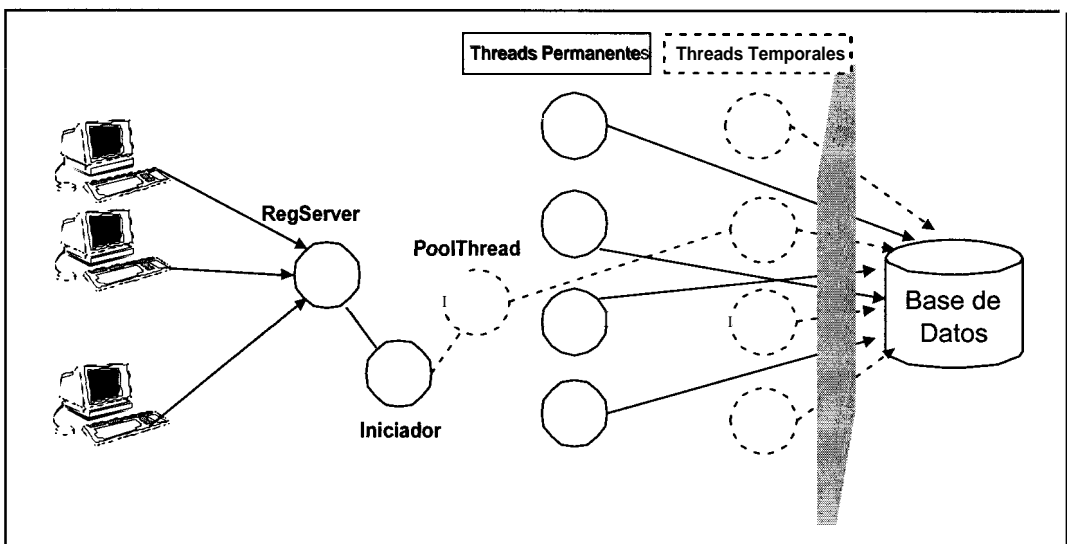 Threads Permanentes
Threads Temporales
RegServer
PoolThread
Iniciador
Base de
Datos